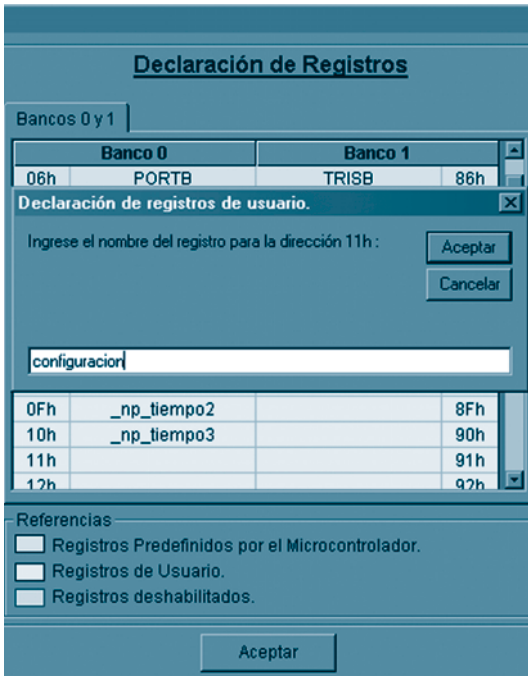 Declaración de Registros
Bancos 0 y 1
Banco 0 Banco 1
06h PORTB TRISB 86h
Declaración de registros de usuario.
Ingrese el nombre del registro para la dirección 11h :
Aceptar
Cancelar
configuracion
0Fh _np_tiempo2 8Fh
10h _np_tiempo3 90h
11h 91h
12h 92h
Referencias
Registros Predefinidos por el Microcontrolador.
Registros de Usuario.
Registros deshabilitados.
Aceptar